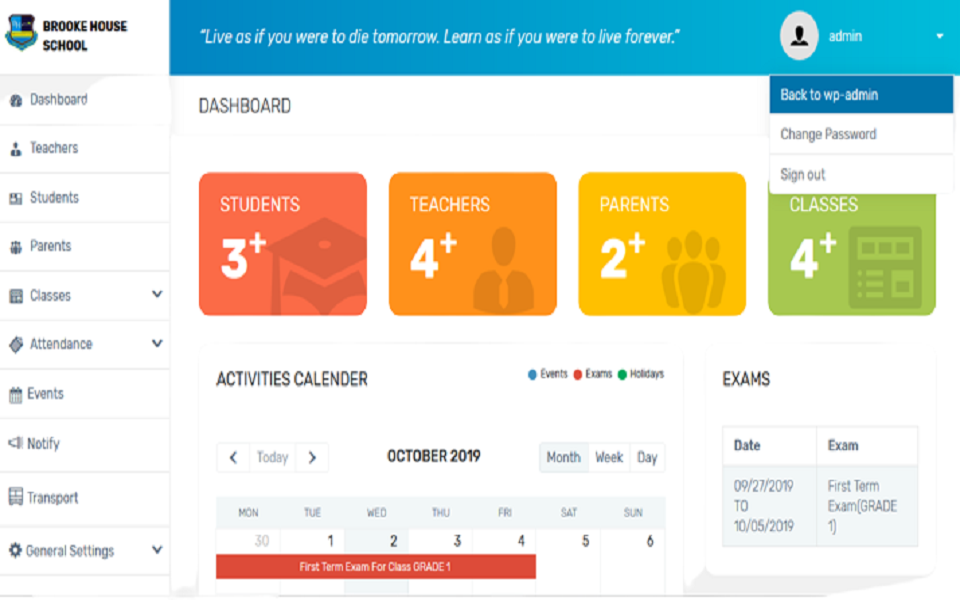 BROOKE HOUSE
SCHOOL
"Live as if you were to die tomorrow. Learn as if you were to live forever."
admin
Back to wp-admin
Change Password
Sign out
Dashboard
Teachers
Students
Parents
Classes
Attendance
Events
Notify
Transport
General Settings
DASHBOARD
STUDENTS
3+
TEACHERS
4+
PARENTS
2+
CLASSES
4+
ACTIVITIES CALENDER
Events Exams Holidays
Today
OCTOBER 2019
Month Week Day
MON TUE WED THU FRI SAT SUN
30 1 2 3 4 5 6
First Term Exam For Class GRADE 1
EXAMS
Date Exam
09/27/2019 First Term
TO Exam(GRADE
10/05/2019 1)